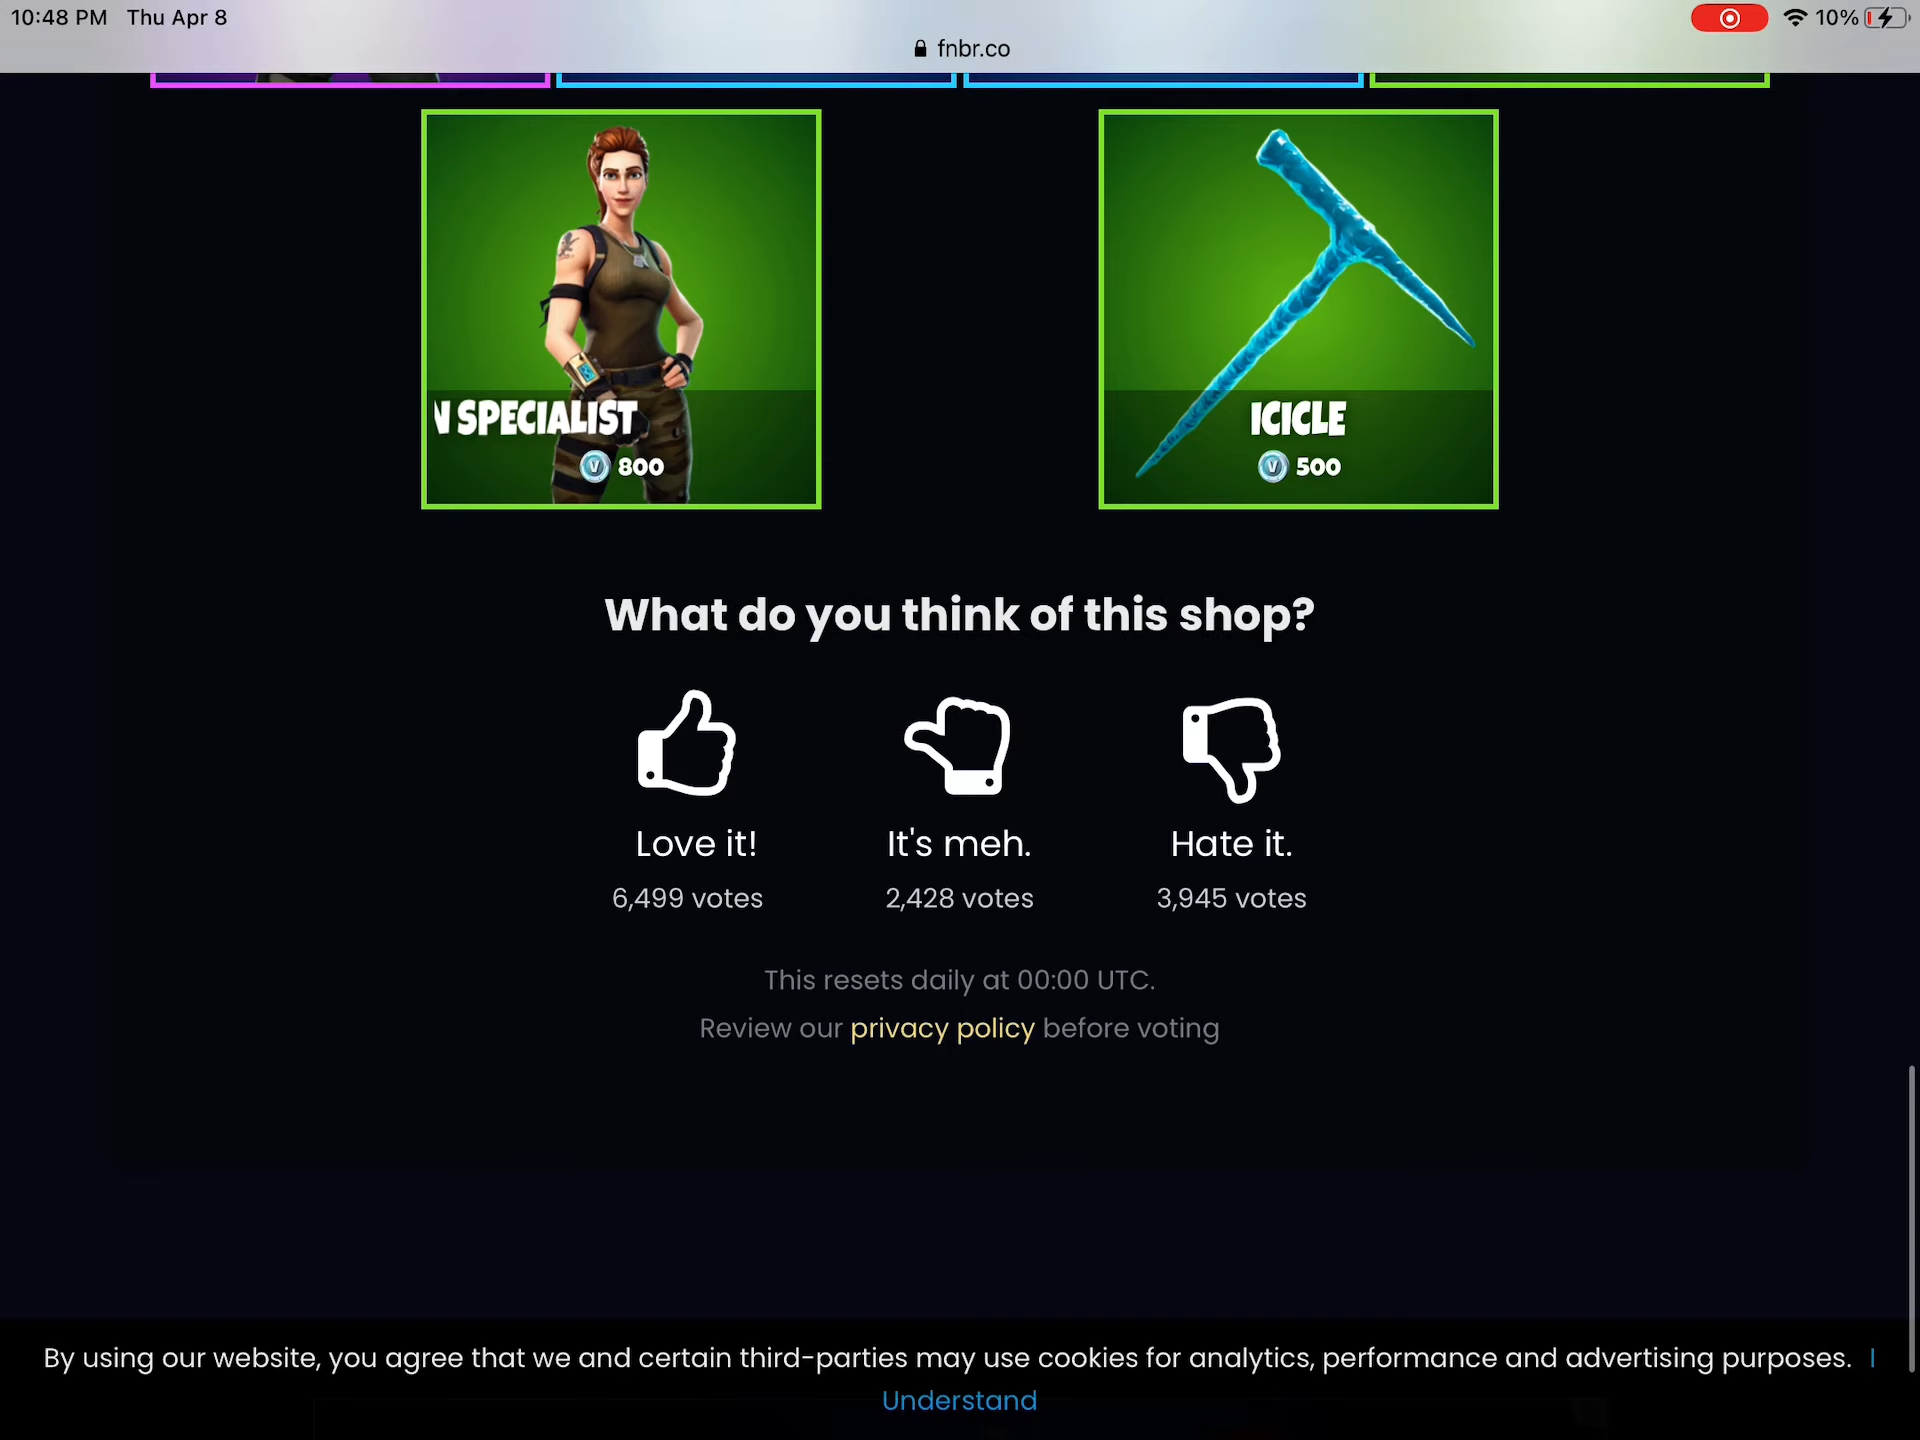 10:48 PM Thu Apr 8
10%
fnbr.co
N SPECIALIST
800
ICICLE
500
What do you think of this shop?
Love it!
It's meh.
Hate it.
6,499 votes
2,428 votes
3,945 votes
This resets daily at 00:00 UTC.
Review our privacy policy before voting
By using our website, you agree that we and certain third-parties may use cookies for analytics, performance and advertising purposes. I
Understand